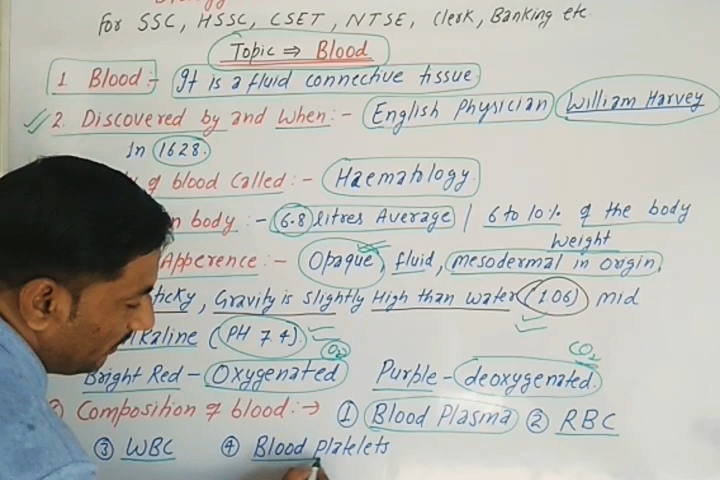 For SSC, HSSC, CSET, NTSE, Clerk, Banking etc.
Topic ⇒ Blood
1 Blood:- It is a fluid connective tissue
2. Discovered by and When:- English Physician William Harvey
In 1628.
of blood Called:- Haematology.
body:- 6.8 litres Average | 6 to 10% of the body
Weight
Apperence:- Opaque, fluid, mesodermal in origin,
Gravity is slightly High than water (1.06) mid
(PH 7.4). O2 CO2
Bright Red - Oxygenated Purple - deoxygenated.
Composition of blood:→ ① Blood Plasma ② RBC
③ WBC ④ Blood Platelets